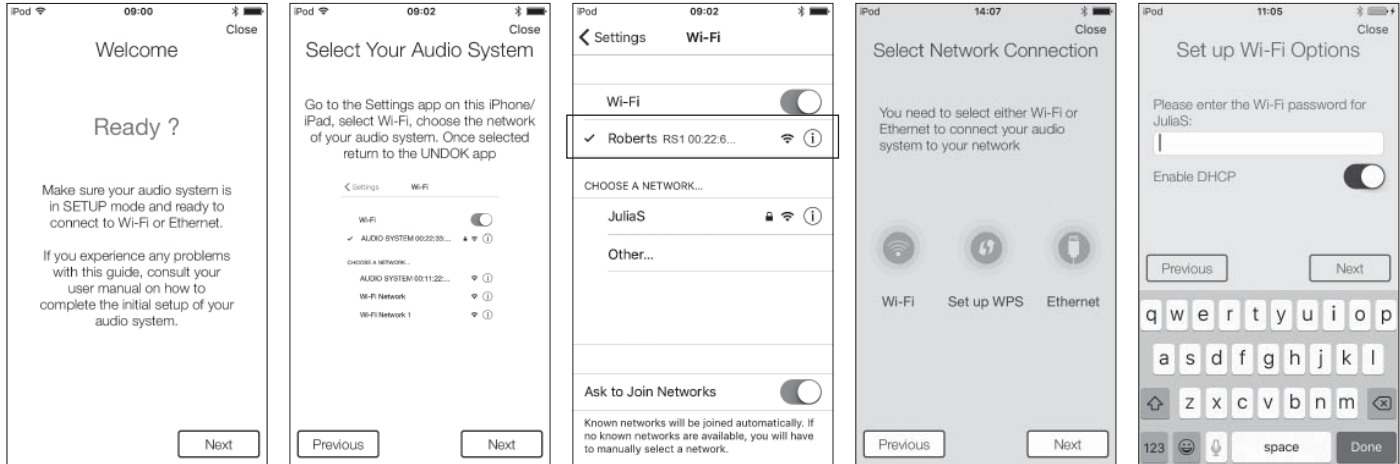 iPod 09:00
Close
Welcome
Ready ?
Make sure your audio system is
in SETUP mode and ready to
connect to Wi-Fi or Ethernet.
If you experience any problems
with this guide, consult your
user manual on how to
complete the initial setup of your
audio system.
Next
iPod 09:02
Close
Select Your Audio System
Go to the Settings app on this iPhone/
iPad, select Wi-Fi, choose the network
of your audio system. Once selected
return to the UNDOK app
Settings Wi-Fi
Wi-Fi
AUDIO SYSTEM 00:22:33:...
CHOOSE A NETWORK...
AUDIO SYSTEM 00:11:22:...
Wi-Fi Network
Wi-Fi Network 1
Previous Next
iPod 09:02
Settings Wi-Fi
Wi-Fi
Roberts RS1 00:22:6...
CHOOSE A NETWORK...
JuliaS
Other...
Ask to Join Networks
Known networks will be joined automatically. If
no known networks are available, you will have
to manually select a network.
iPod 14:07
Close
Select Network Connection
You need to select either Wi-Fi or
Ethernet to connect your audio
system to your network
Wi-Fi Set up WPS Ethernet
Previous Next
iPod 11:05
Close
Set up Wi-Fi Options
Please enter the Wi-Fi password for
JuliaS:
Enable DHCP
Previous Next
q w e r t y u i o p
a s d f g h j k l
z x c v b n m
123 space Done